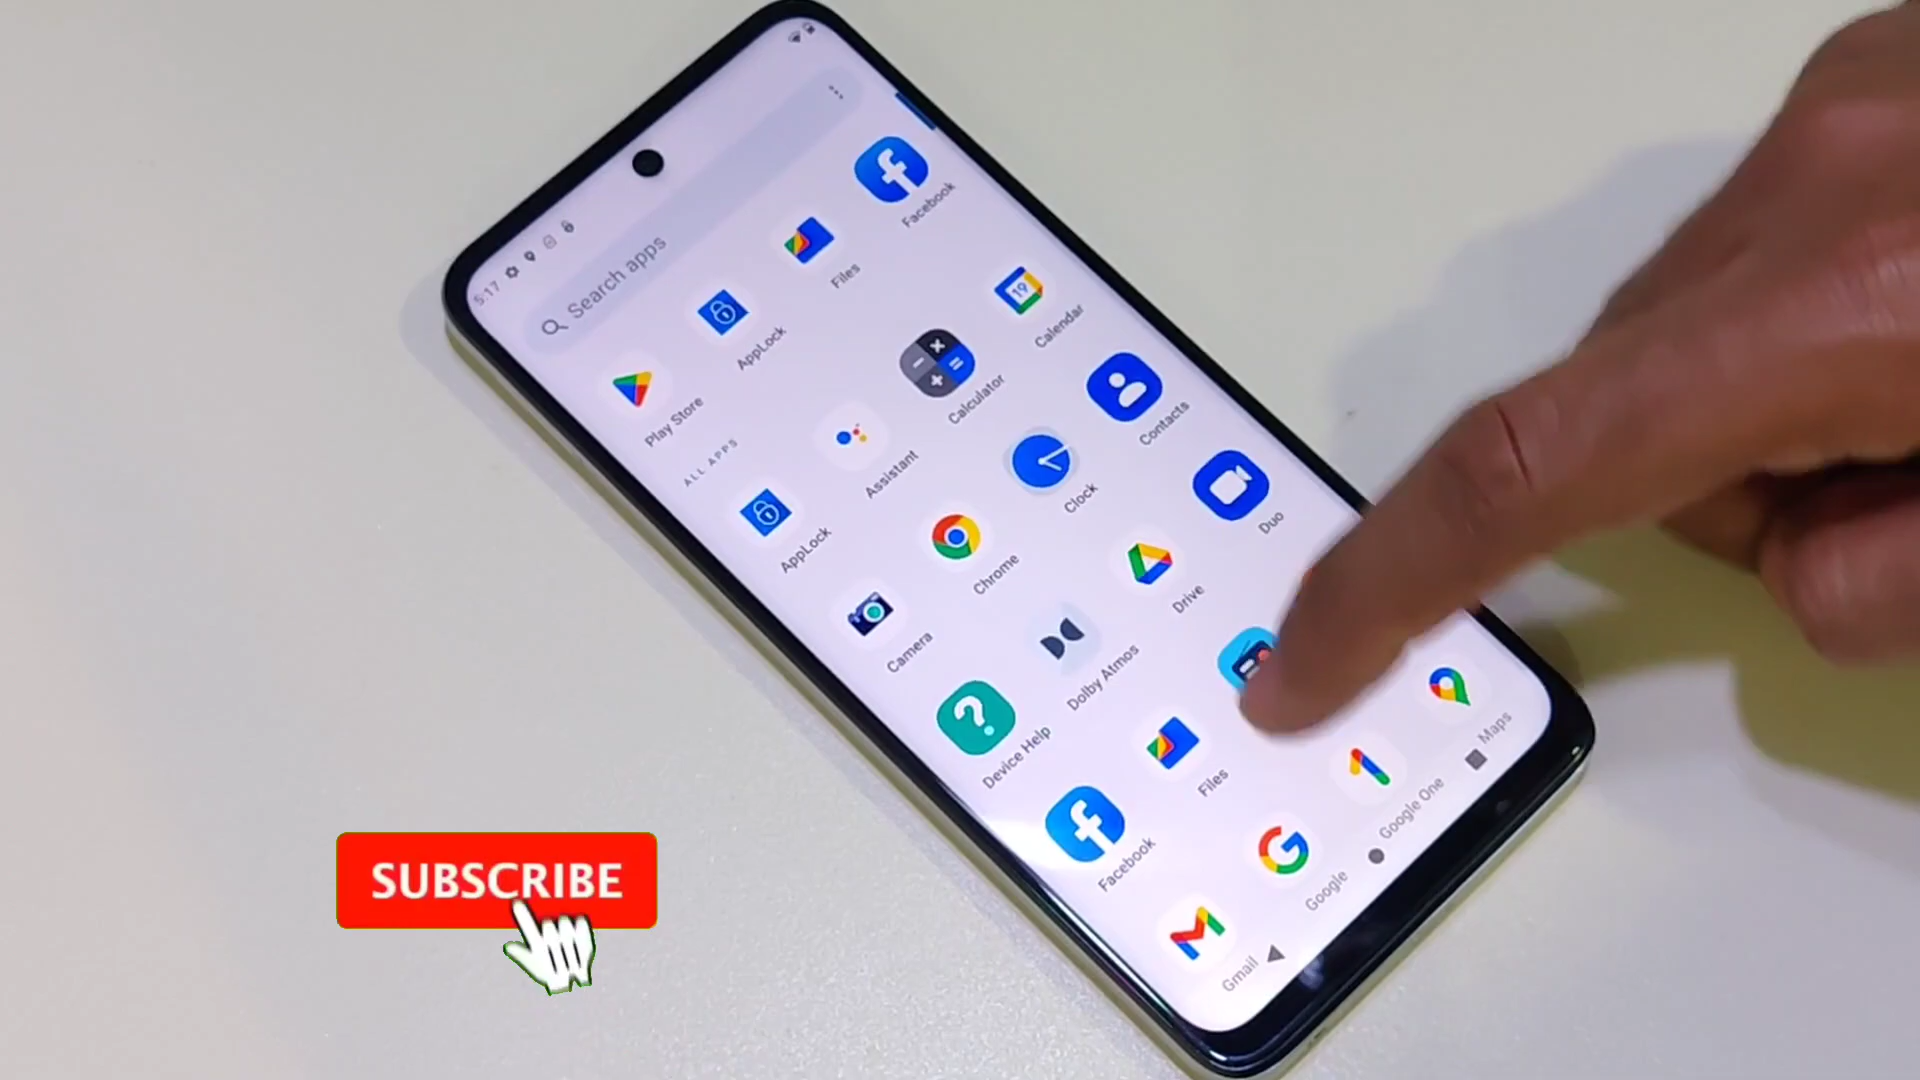 5:17
Search apps
Play Store
AppLock
Files
Facebook
ALL APPS
AppLock
Assistant
Calculator
Calendar
19
Camera
Chrome
Clock
Contacts
Device Help
Dolby Atmos
Drive
Duo
Facebook
Files
Gmail
Google
Google One
Maps
SUBSCRIBE